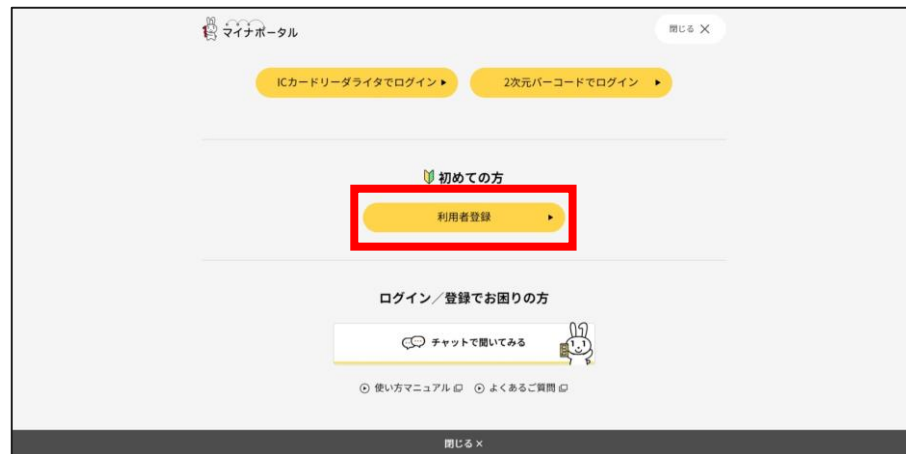 マイナポータル
閉じる ×
ICカードリーダライタでログイン
2次元バーコードでログイン
初めての方
利用者登録
ログイン／登録でお困りの方
チャットで聞いてみる
使い方マニュアル よくあるご質問
閉じる ×